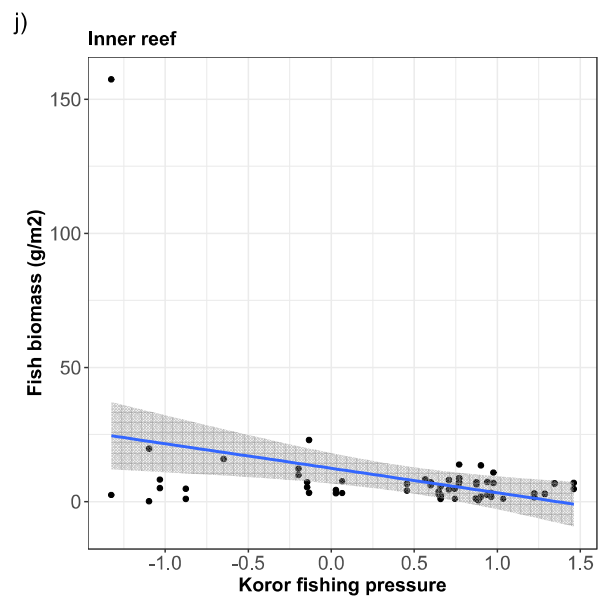 j)
Inner reef
Fish biomass (g/m2)
150
100
50
0
-1.0 -0.5 0.0 0.5 1.0 1.5
Koror fishing pressure